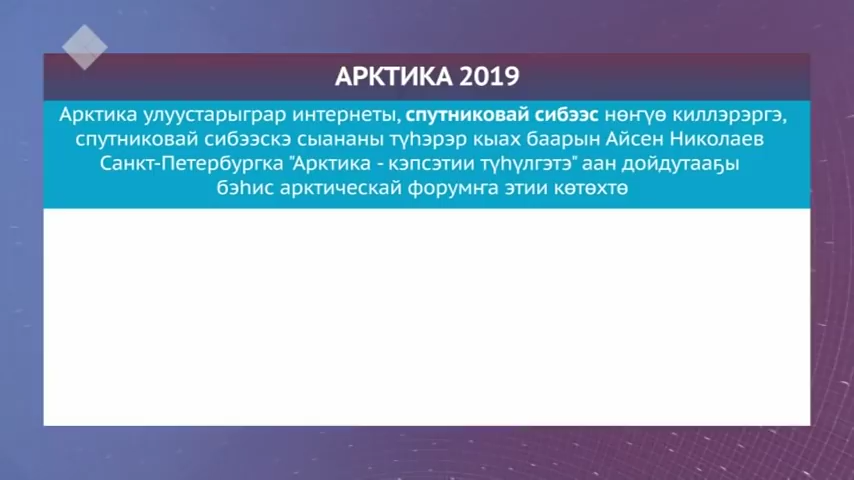 АРКТИКА 2019
Арктика улуустарыграр интернеты, спутниковай сибээс нөҥүө киллэрэргэ,
спутниковай сибээскэ сыананы түһэрэр кыах баарын Айсен Николаев
Санкт-Петербургка "Арктика - кэпсэтии түһүлгэтэ" аан дойдутааҕы
бэһис арктическай форумҥа этии көтөхтө